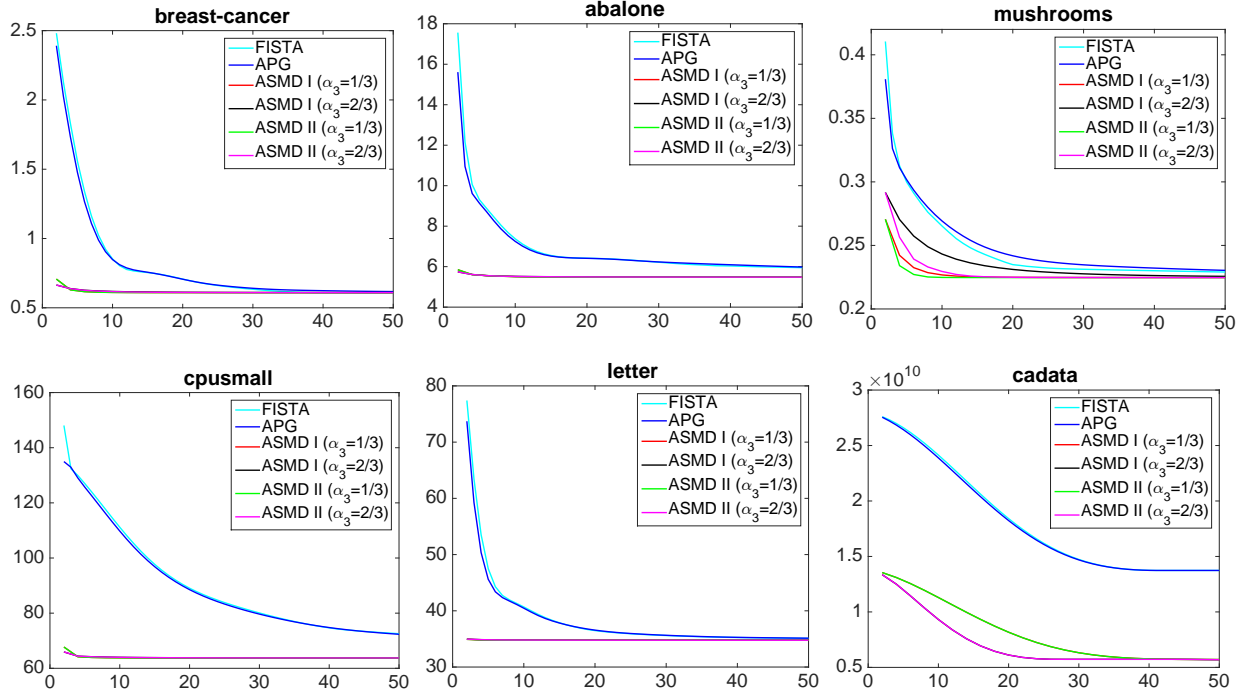 breast-cancer
2.5
2
1.5
1
0.5
0 10 20 30 40 50
FISTA
APG
ASMD I (α₃=1/3)
ASMD I (α₃=2/3)
ASMD II (α₃=1/3)
ASMD II (α₃=2/3)
abalone
18
16
14
12
10
8
6
4
0 10 20 30 40 50
FISTA
APG
ASMD I (α₃=1/3)
ASMD I (α₃=2/3)
ASMD II (α₃=1/3)
ASMD II (α₃=2/3)
mushrooms
0.4
0.35
0.3
0.25
0.2
0 10 20 30 40 50
FISTA
APG
ASMD I (α₃=1/3)
ASMD I (α₃=2/3)
ASMD II (α₃=1/3)
ASMD II (α₃=2/3)
cpusmall
160
140
120
100
80
60
0 10 20 30 40 50
FISTA
APG
ASMD I (α₃=1/3)
ASMD I (α₃=2/3)
ASMD II (α₃=1/3)
ASMD II (α₃=2/3)
letter
80
70
60
50
40
30
0 10 20 30 40 50
FISTA
APG
ASMD I (α₃=1/3)
ASMD I (α₃=2/3)
ASMD II (α₃=1/3)
ASMD II (α₃=2/3)
cadata
×10¹⁰
3
2.5
2
1.5
1
0.5
0 10 20 30 40 50
FISTA
APG
ASMD I (α₃=1/3)
ASMD I (α₃=2/3)
ASMD II (α₃=1/3)
ASMD II (α₃=2/3)